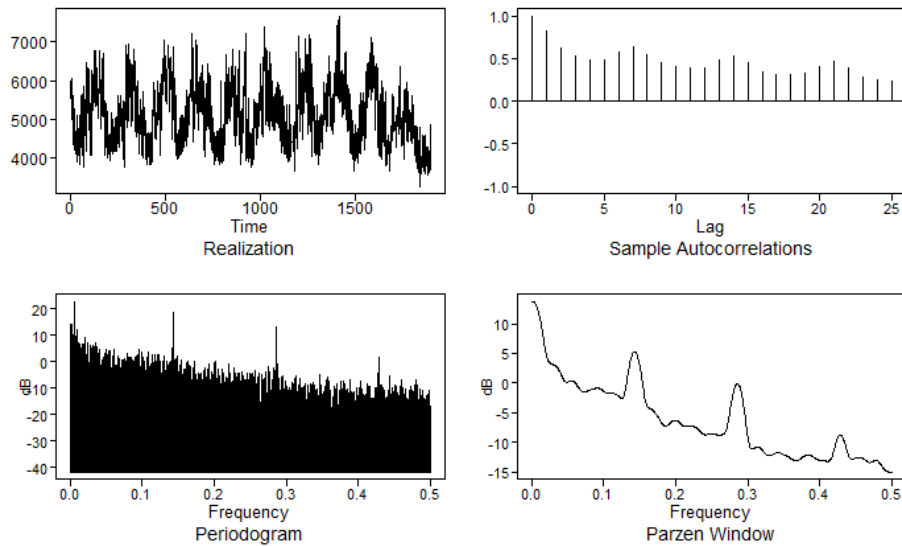 7000
6000
5000
4000
0 500 1000 1500
Time
Realization
1.0
0.5
0.0
-0.5
-1.0
0 5 10 15 20 25
Lag
Sample Autocorrelations
20
10
0
-10
-20
-30
-40
dB
0.0 0.1 0.2 0.3 0.4 0.5
Frequency
Periodogram
10
5
0
-5
-10
-15
dB
0.0 0.1 0.2 0.3 0.4 0.5
Frequency
Parzen Window